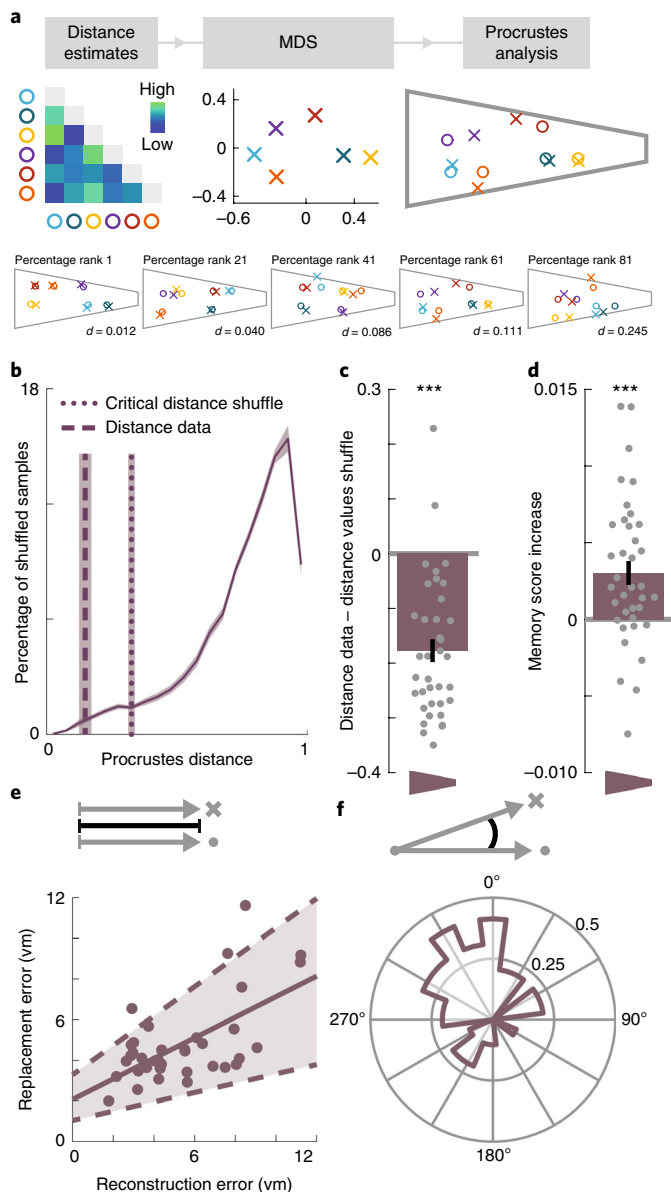 a
Distance estimates
MDS
Procrustes analysis
High
Low
0.4
0
−0.4
−0.6
0
0.4
Percentage rank 1
Percentage rank 21
Percentage rank 41
Percentage rank 61
Percentage rank 81
d = 0.012
d = 0.040
d = 0.086
d = 0.111
d = 0.245
b
18
Critical distance shuffle
Distance data
Percentage of shuffled samples
0
0
1
Procrustes distance
c
0.3
***
0
Distance data – distance values shuffle
−0.4
d
0.015
***
Memory score increase
0
−0.010
e
12
Replacement error (vm)
6
0
0
6
12
Reconstruction error (vm)
f
0°
0.5
0.25
270°
90°
180°